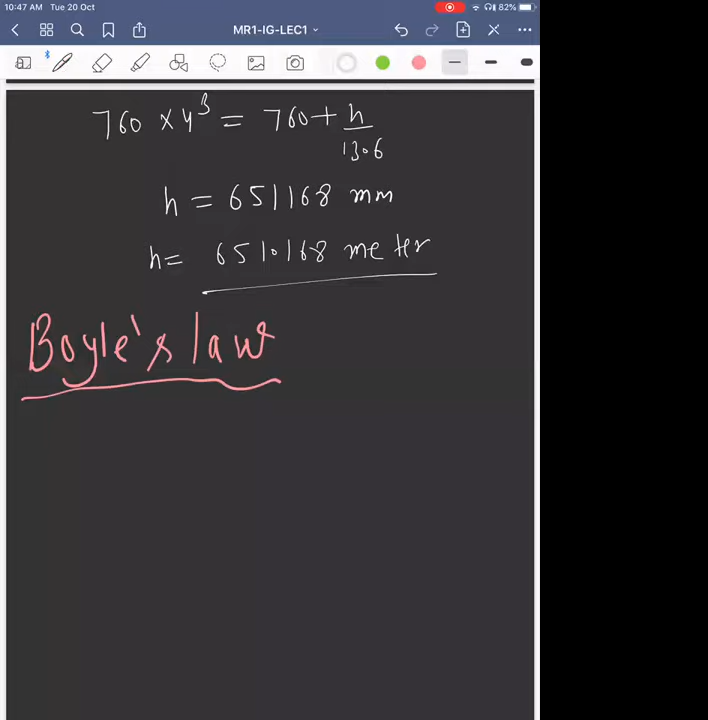 10:47 AM Tue 20 Oct 82%
MR1-IG-LEC1
760 × 4³ = 760 + h
13.6
h = 651168 mm
h = 651.168 meter
Boyle's law